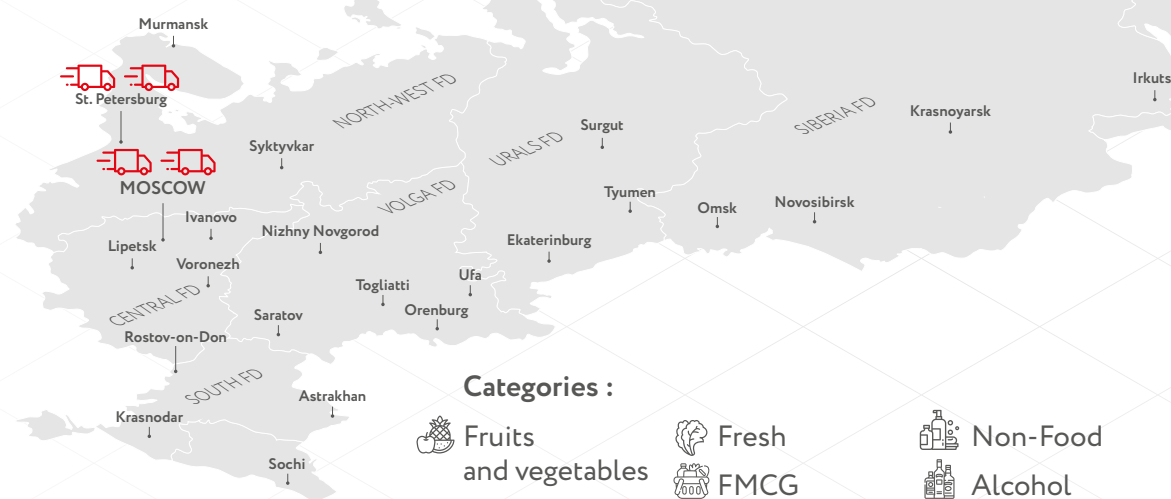 Murmansk
St. Petersburg
NORTH-WEST FD
Irkuts
SIBERIA FD
Krasnoyarsk
Surgut
URALS FD
Syktyvkar
MOSCOW
VOLGA FD
Tyumen
Novosibirsk
Omsk
Ivanovo
Nizhny Novgorod
Lipetsk
Ekaterinburg
Voronezh
Ufa
Togliatti
CENTRAL FD
Orenburg
Saratov
Rostov-on-Don
SOUTH FD
Astrakhan
Krasnodar
Sochi
Categories :
Fruits
and vegetables
Fresh
FMCG
Non-Food
Alcohol